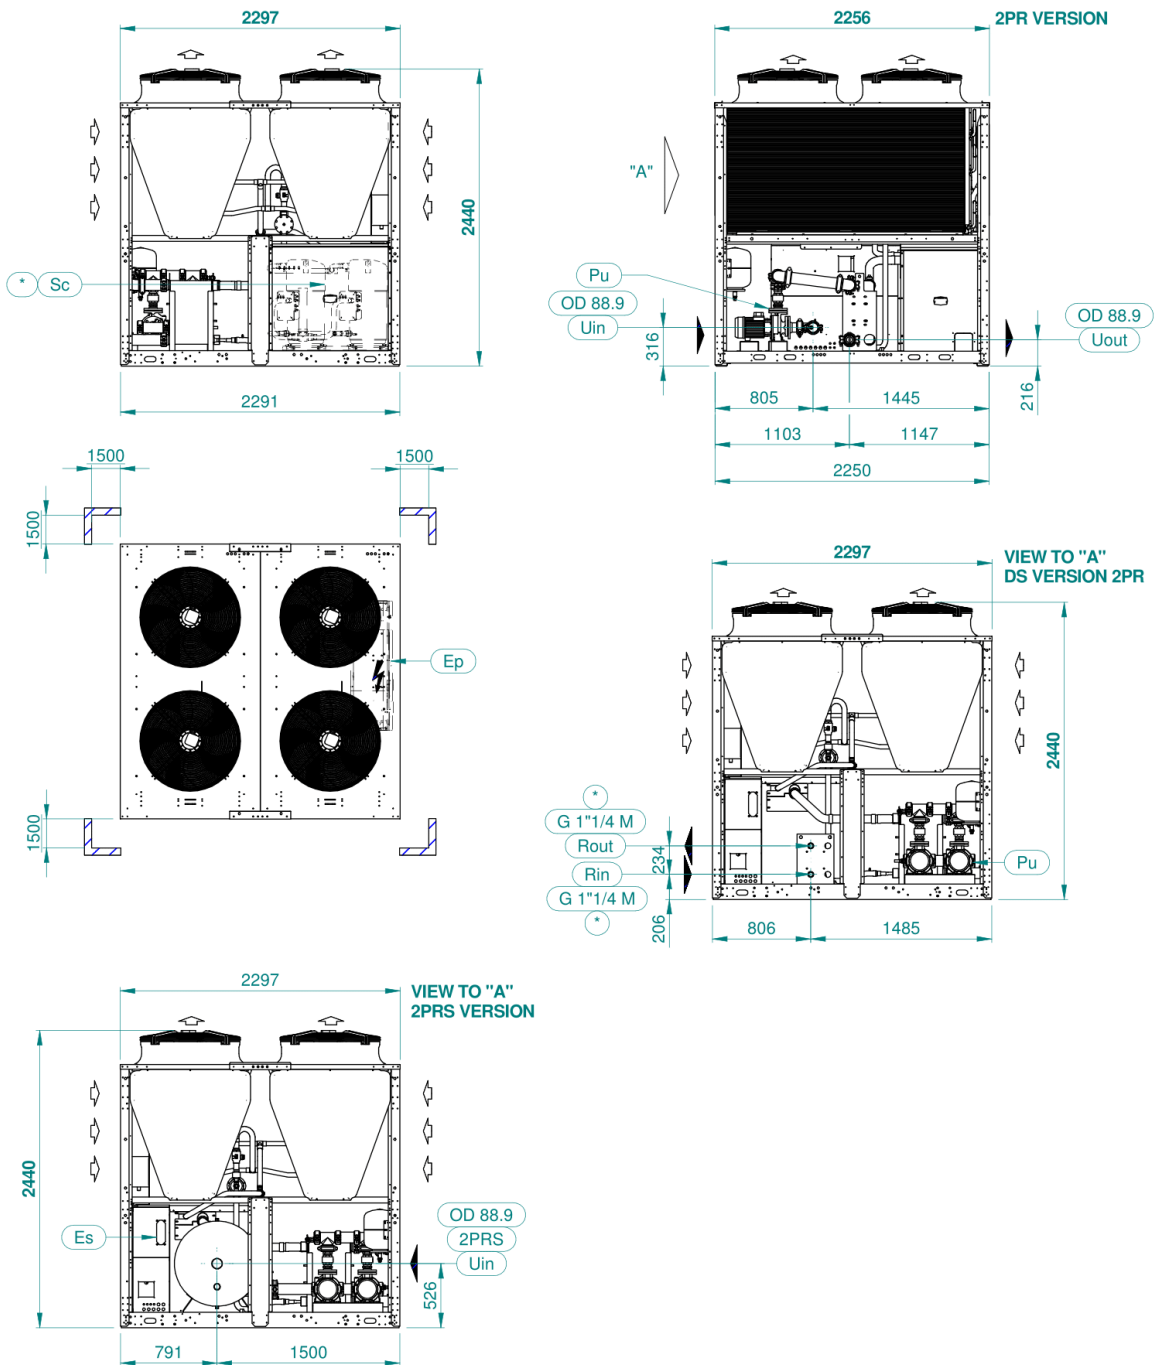 2297
2440
* Sc
2291
2256
2PR VERSION
"A"
Pu
OD 88.9
Uin
316
OD 88.9
Uout
216
805
1445
1103
1147
2250
1500
1500
1500
Ep
1500
2297
VIEW TO "A"
DS VERSION 2PR
2440
*
G 1"1/4 M
Rout
234
Rin
G 1"1/4 M
*
206
Pu
806
1485
2297
VIEW TO "A"
2PRS VERSION
2440
Es
OD 88.9
2PRS
Uin
526
791
1500